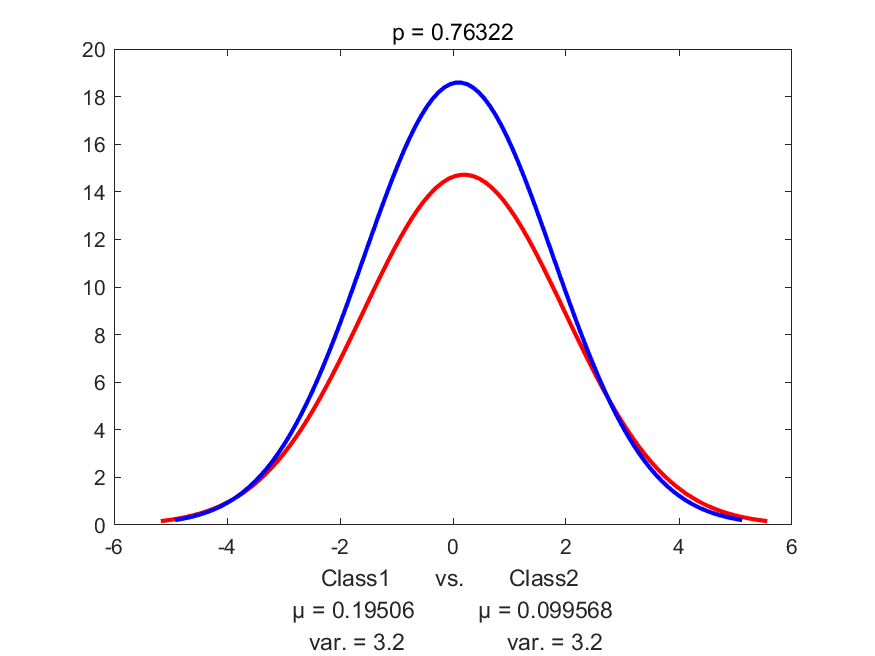 p = 0.76322
20
18
16
14
12
10
8
6
4
2
0
-6 -4 -2 0 2 4 6
Class1 vs. Class2
μ = 0.19506 μ = 0.099568
var. = 3.2 var. = 3.2